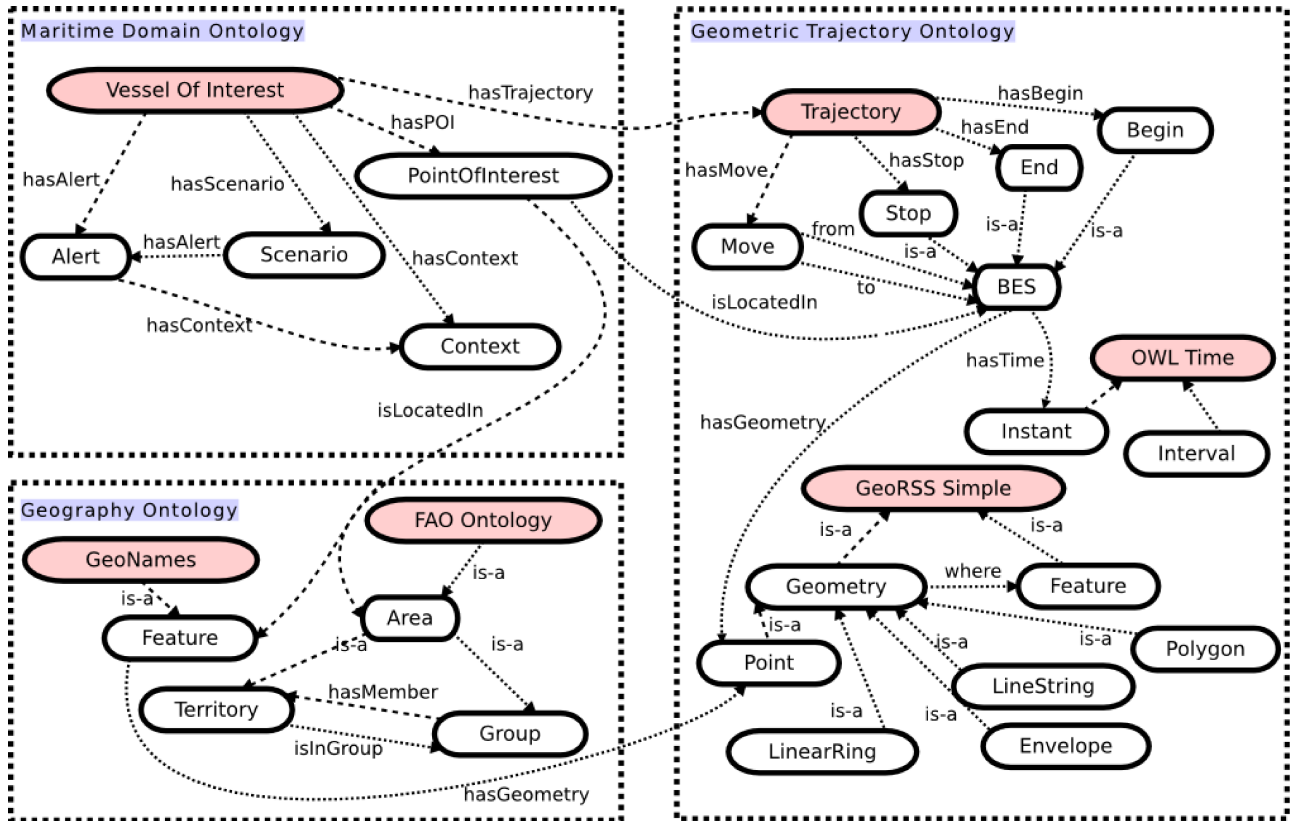 Maritime Domain Ontology
Vessel Of Interest
hasTrajectory
hasPOI
PointOfInterest
hasAlert
hasScenario
Alert
hasAlert
Scenario
hasContext
hasContext
Context
isLocatedIn
Geometric Trajectory Ontology
Trajectory
hasBegin
Begin
hasEnd
End
hasStop
hasMove
Stop
Move
from
is-a
is-a
is-a
to
BES
isLocatedIn
hasTime
OWL Time
Instant
Interval
hasGeometry
GeoRSS Simple
is-a
is-a
Geometry
where
Feature
is-a
Point
is-a
is-a
Polygon
LineString
is-a
is-a
LinearRing
Envelope
Geography Ontology
FAO Ontology
GeoNames
is-a
is-a
Area
Feature
is-a
is-a
Territory
hasMember
Group
isInGroup
hasGeometry